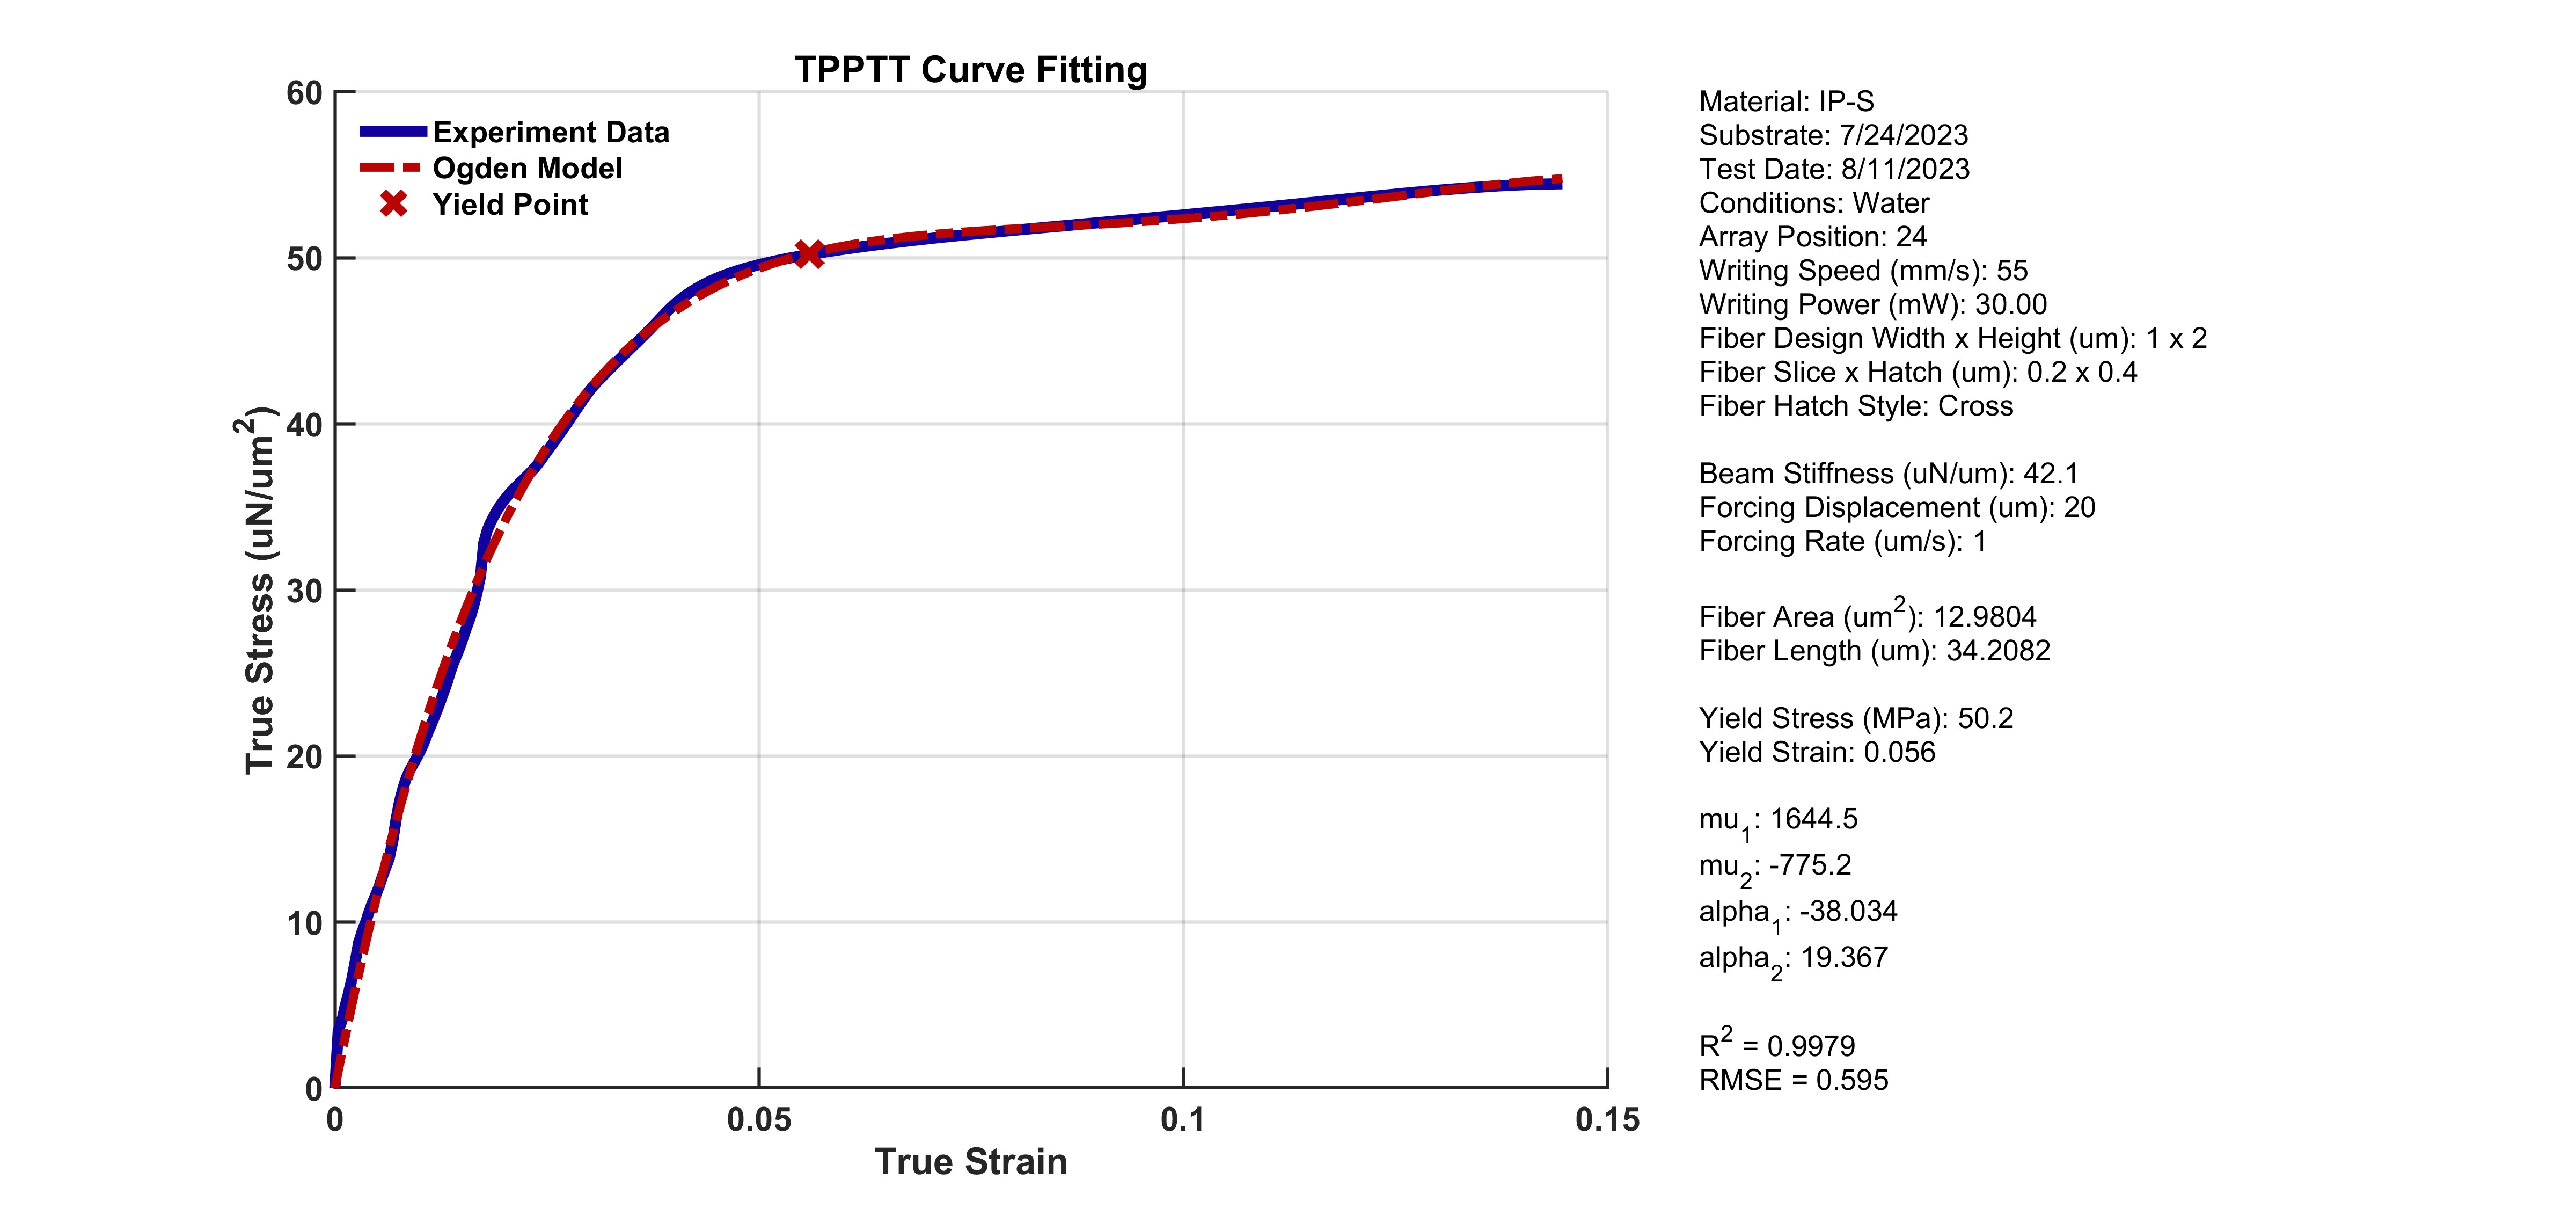 TPPTT Curve Fitting
60
50
40
30
20
10
0
0
0.05
0.1
0.15
True Stress (uN/um²)
True Strain
Experiment Data
Ogden Model
Yield Point
Material: IP-S
Substrate: 7/24/2023
Test Date: 8/11/2023
Conditions: Water
Array Position: 24
Writing Speed (mm/s): 55
Writing Power (mW): 30.00
Fiber Design Width x Height (um): 1 x 2
Fiber Slice x Hatch (um): 0.2 x 0.4
Fiber Hatch Style: Cross
Beam Stiffness (uN/um): 42.1
Forcing Displacement (um): 20
Forcing Rate (um/s): 1
Fiber Area (um²): 12.9804
Fiber Length (um): 34.2082
Yield Stress (MPa): 50.2
Yield Strain: 0.056
mu₁: 1644.5
mu₂: -775.2
alpha₁: -38.034
alpha₂: 19.367
R² = 0.9979
RMSE = 0.595